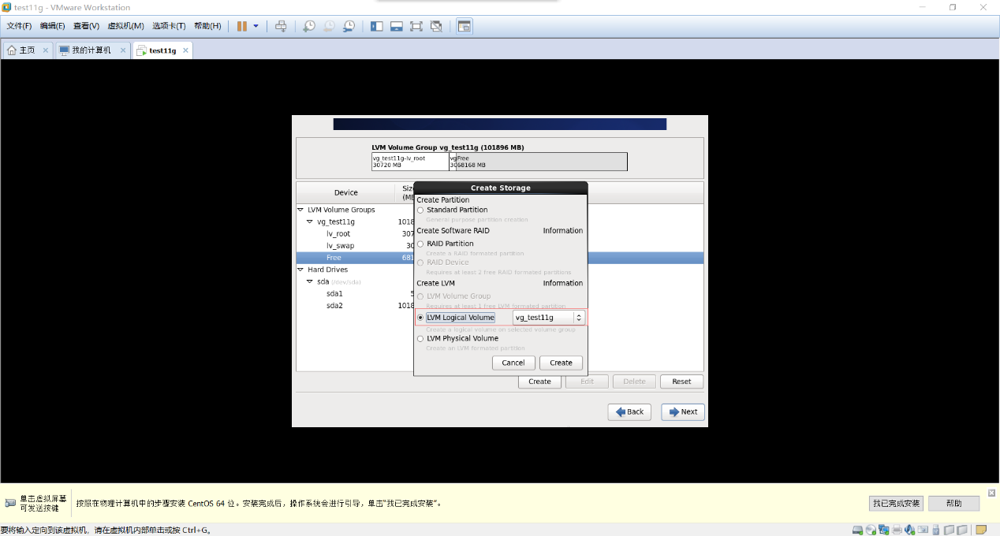 test11g - VMware Workstation
文件(F) 编辑(E) 查看(V) 虚拟机(M) 选项卡(T) 帮助(H)
主页 我的计算机 test11g
LVM Volume Group vg_test11g (101896 MB)
vg_test11g-lv_root vg Free
30720 MB 30 68168 MB
Device Size
(MB
Create Storage
Create Partition
Standard Partition
General purpose partition creation
Create Software RAID Information
RAID Partition
Create a RAID formated partition
RAID Device
Requires at least 2 free RAID formated partitions
Create LVM Information
LVM Volume Group
Requires at least 1 free LVM formated partition
LVM Logical Volume vg_test11g
Create a logical volume on selected volume group
LVM Physical Volume
Create an LVM formated partition
Cancel Create
LVM Volume Groups
vg_test11g 1018
lv_root 307
lv_swap 30
Free 681
Hard Drives
sda (/dev/sda)
sda1 5
sda2 1018
Create Edit Delete Reset
Back Next
单击虚拟屏幕
可发送按键
按照在物理计算机中的步骤安装 CentOS 64 位。安装完成后，操作系统会进行引导，单击“我已完成安装”。
我已完成安装 帮助
要将输入定向到该虚拟机，请在虚拟机内部单击或按 Ctrl+G。